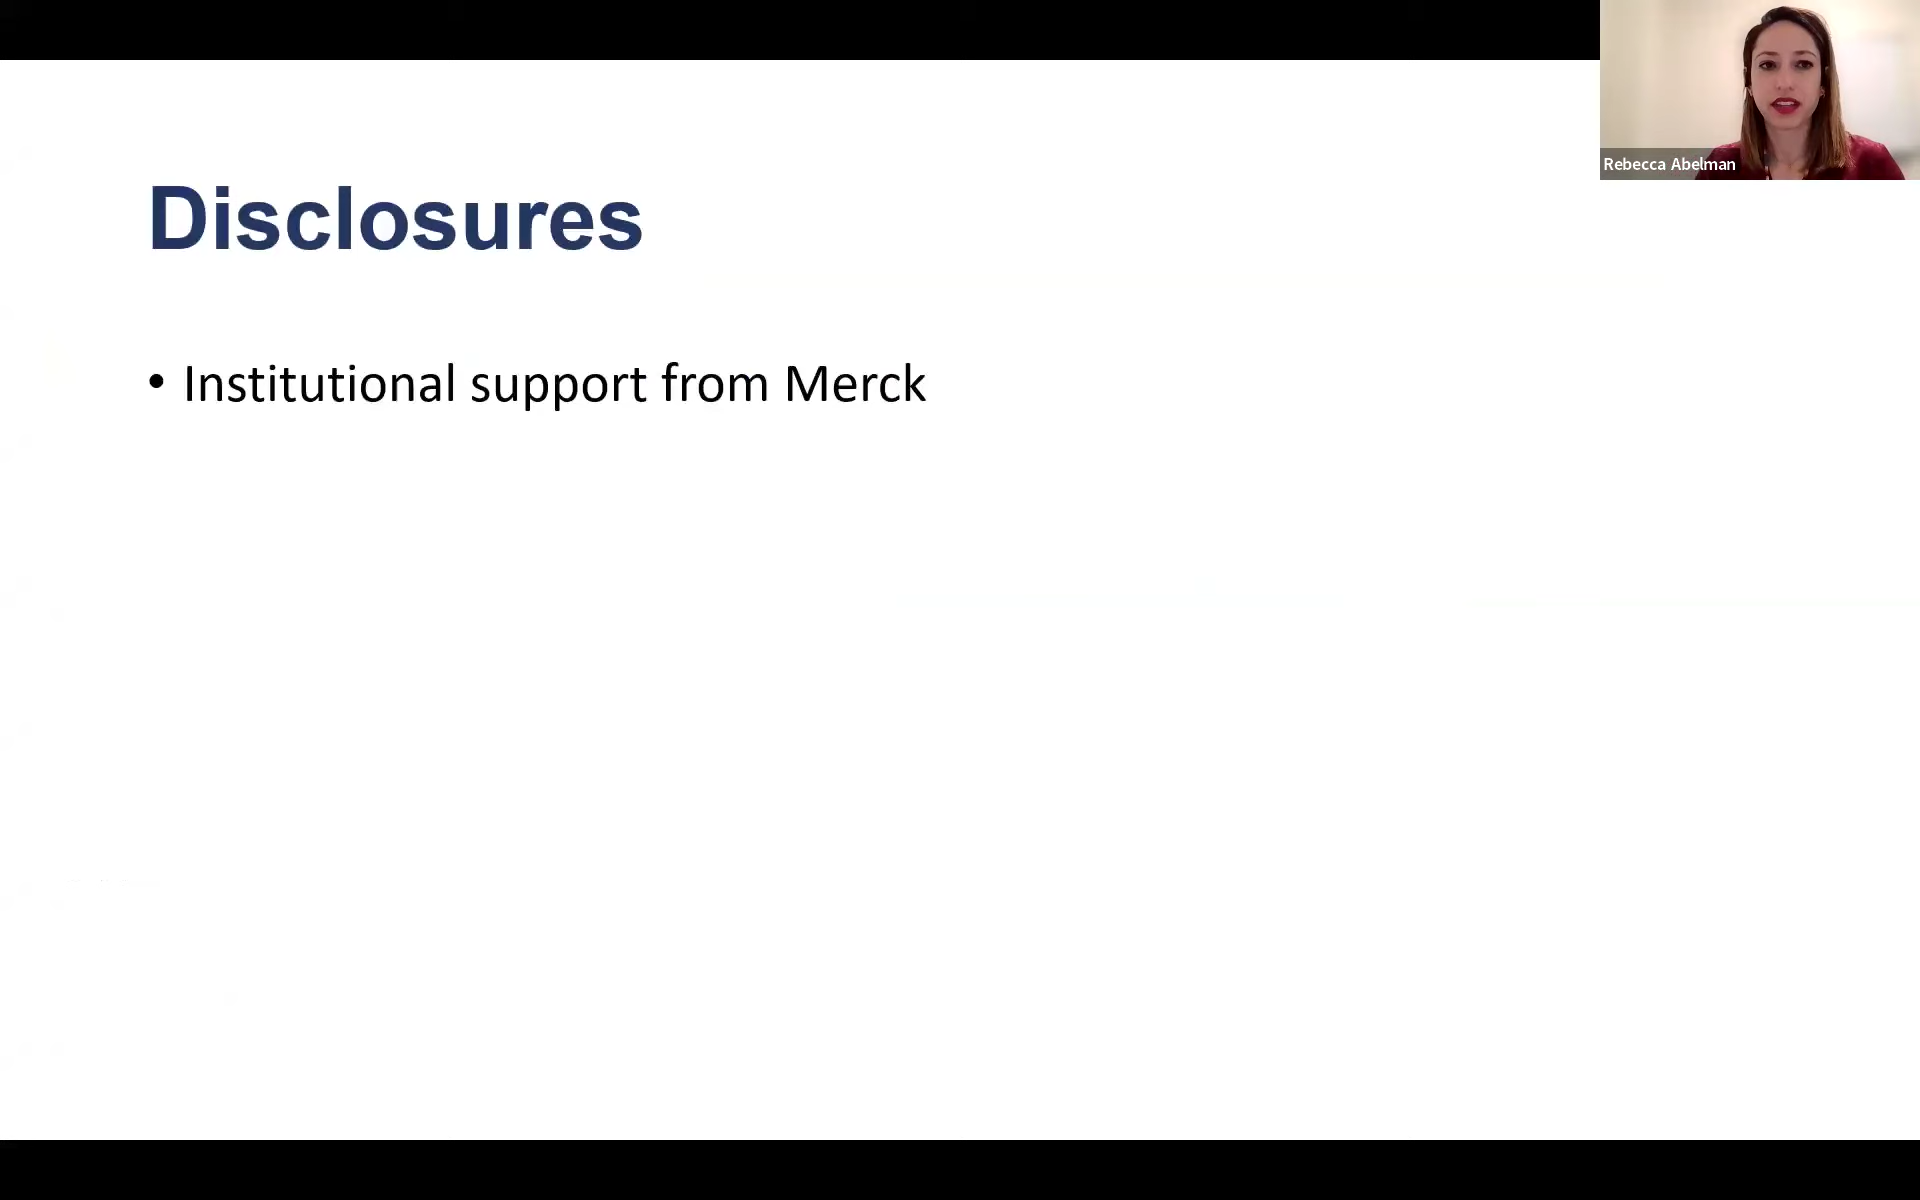 Rebecca Abelman
Disclosures
• Institutional support from Merck